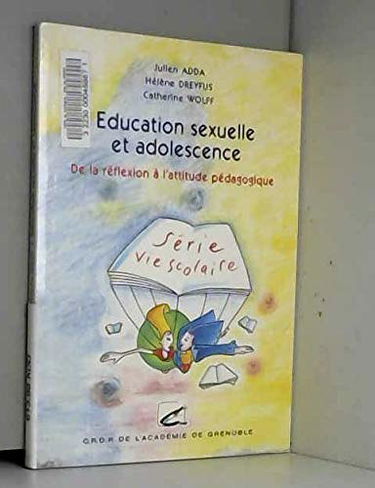 Julien ADDA
Hélène DREYFUS
Catherine WOLFF
Education sexuelle
et adolescence
De la réflexion à l'attitude pédagogique
Série
vie scolaire
C.R.D.P. DE L'ACADÉMIE DE GRENOBLE